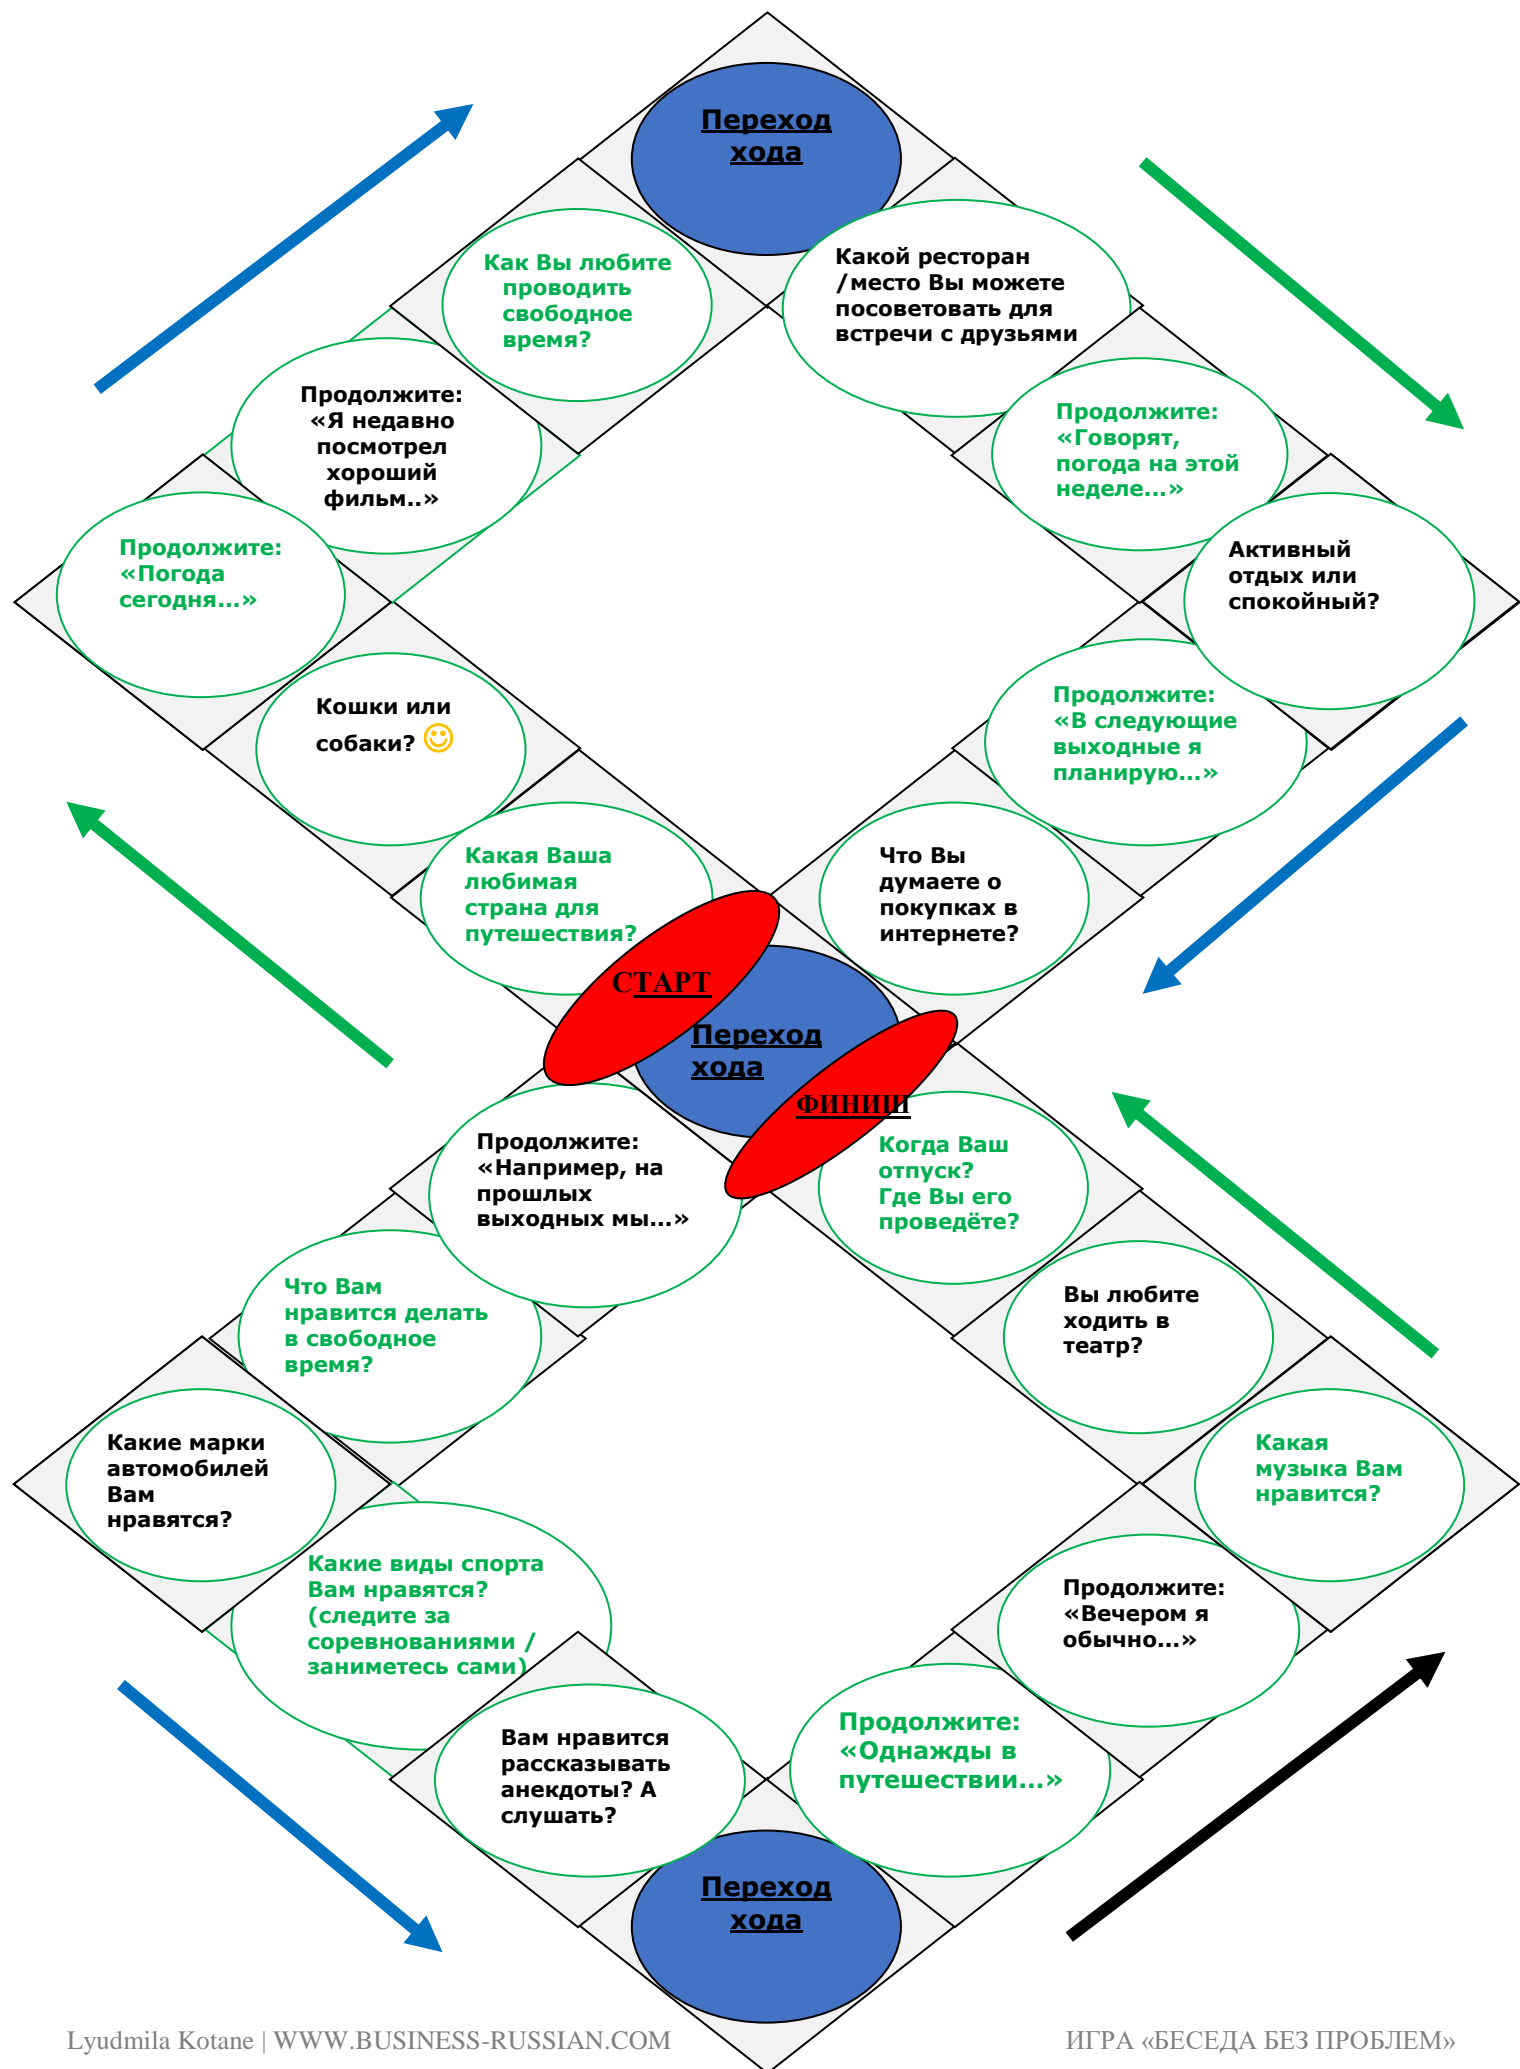 Переход
хода
Как Вы любите
проводить
свободное
время?
Какой ресторан
/место Вы можете
посоветовать для
встречи с друзьями
Продолжите:
«Я недавно
посмотрел
хороший
фильм..»
Продолжите:
«Говорят,
погода на этой
неделе...»
Продолжите:
«Погода
сегодня...»
Активный
отдых или
спокойный?
Кошки или
собаки?
Продолжите:
«В следующие
выходные я
планирую...»
Какая Ваша
любимая
страна для
путешествия?
Что Вы
думаете о
покупках в
интернете?
СТАРТ
Переход
хода
ФИНИШ
Продолжите:
«Например, на
прошлых
выходных мы...»
Когда Ваш
отпуск?
Где Вы его
проведёте?
Что Вам
нравится делать
в свободное
время?
Вы любите
ходить в
театр?
Какие марки
автомобилей
Вам
нравятся?
Какая
музыка Вам
нравится?
Какие виды спорта
Вам нравятся?
(следите за
соревнованиями /
заниметесь сами)
Продолжите:
«Вечером я
обычно...»
Вам нравится
рассказывать
анекдоты? А
слушать?
Продолжите:
«Однажды в
путешествии...»
Переход
хода
Lyudmila Kotane | WWW.BUSINESS-RUSSIAN.COM
ИГРА «БЕСЕДА БЕЗ ПРОБЛЕМ»